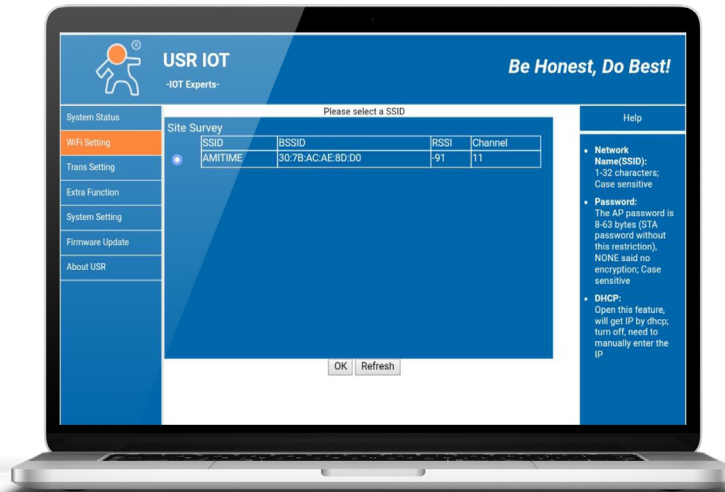 ®
USR IOT
-IOT Experts-
Be Honest, Do Best!
System Status
WiFi Setting
Trans Setting
Extra Function
System Setting
Firmware Update
About USR
Please select a SSID
Site Survey
SSID BSSID RSSI Channel
AMITIME 30:7B:AC:AE:8D:D0 -91 11
OK Refresh
Help
• Network
Name(SSID):
1-32 characters;
Case sensitive
• Password:
The AP password is
8-63 bytes (STA
password without
this restriction),
NONE said no
encryption; Case
sensitive
• DHCP:
Open this feature,
will get IP by dhcp;
turn off, need to
manually enter the
IP